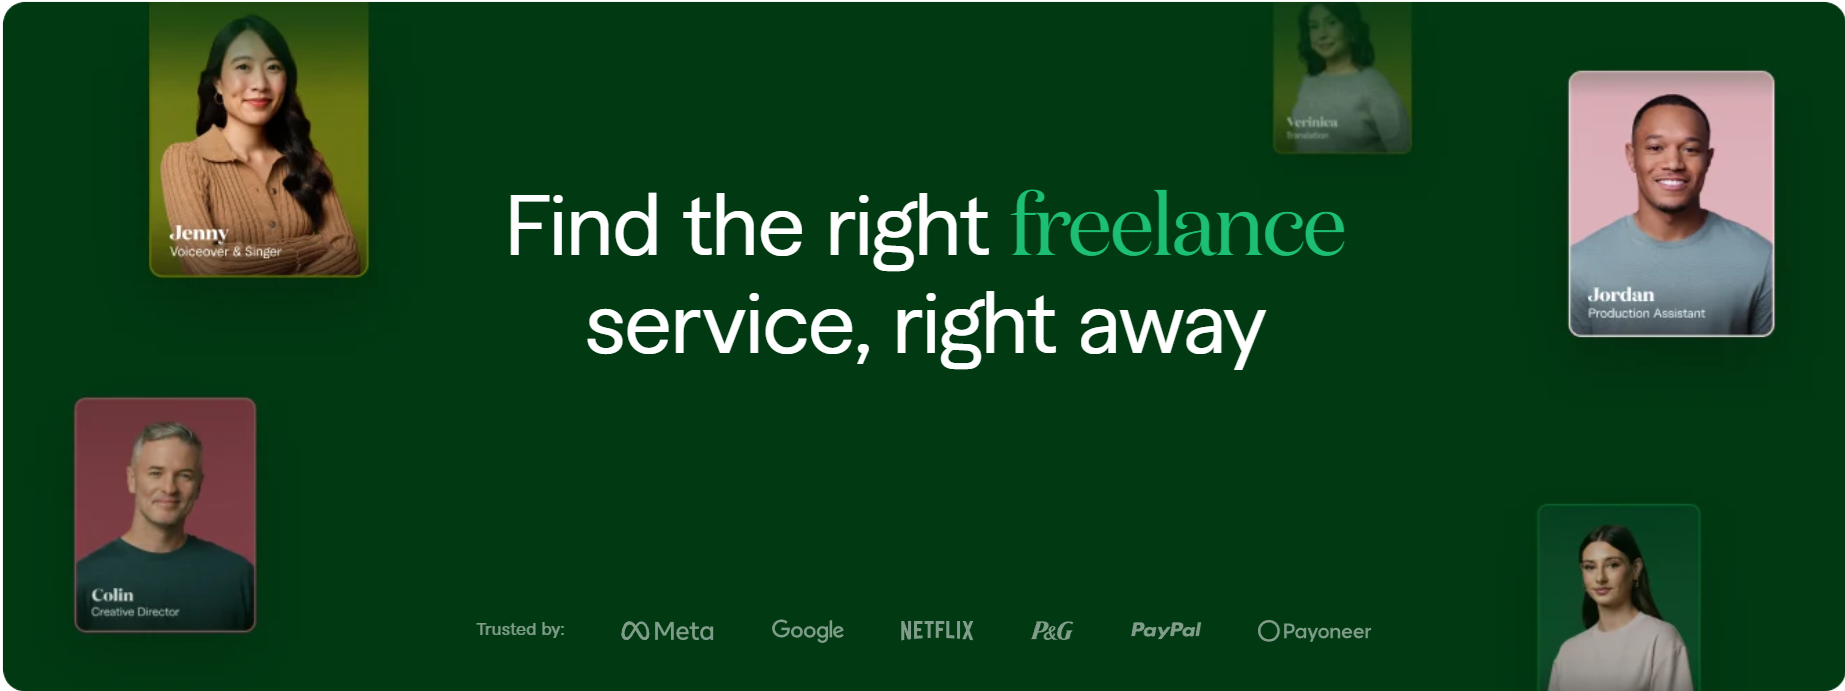 Jenny
Voiceover & Singer
Verinica
Translation
Jordan
Production Assistant
Find the right freelance
service, right away
Colin
Creative Director
Trusted by:
Meta
Google
NETFLIX
P&G
PayPal
Payoneer